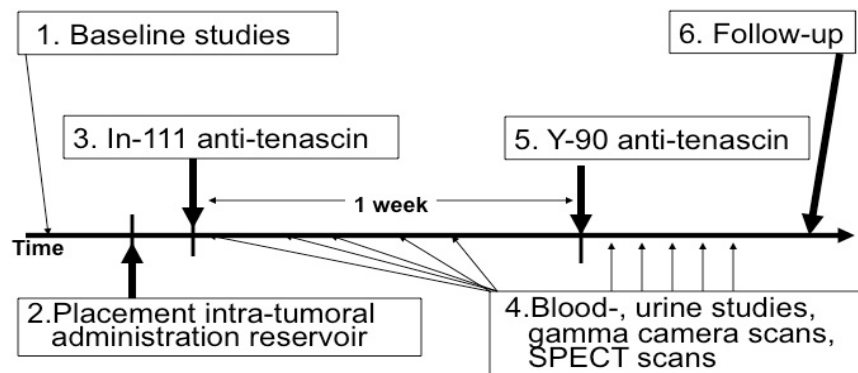 1. Baseline studies
6. Follow-up
3. In-111 anti-tenascin
5. Y-90 anti-tenascin
1 week
Time
2.Placement intra-tumoral
administration reservoir
4.Blood-, urine studies,
gamma camera scans,
SPECT scans